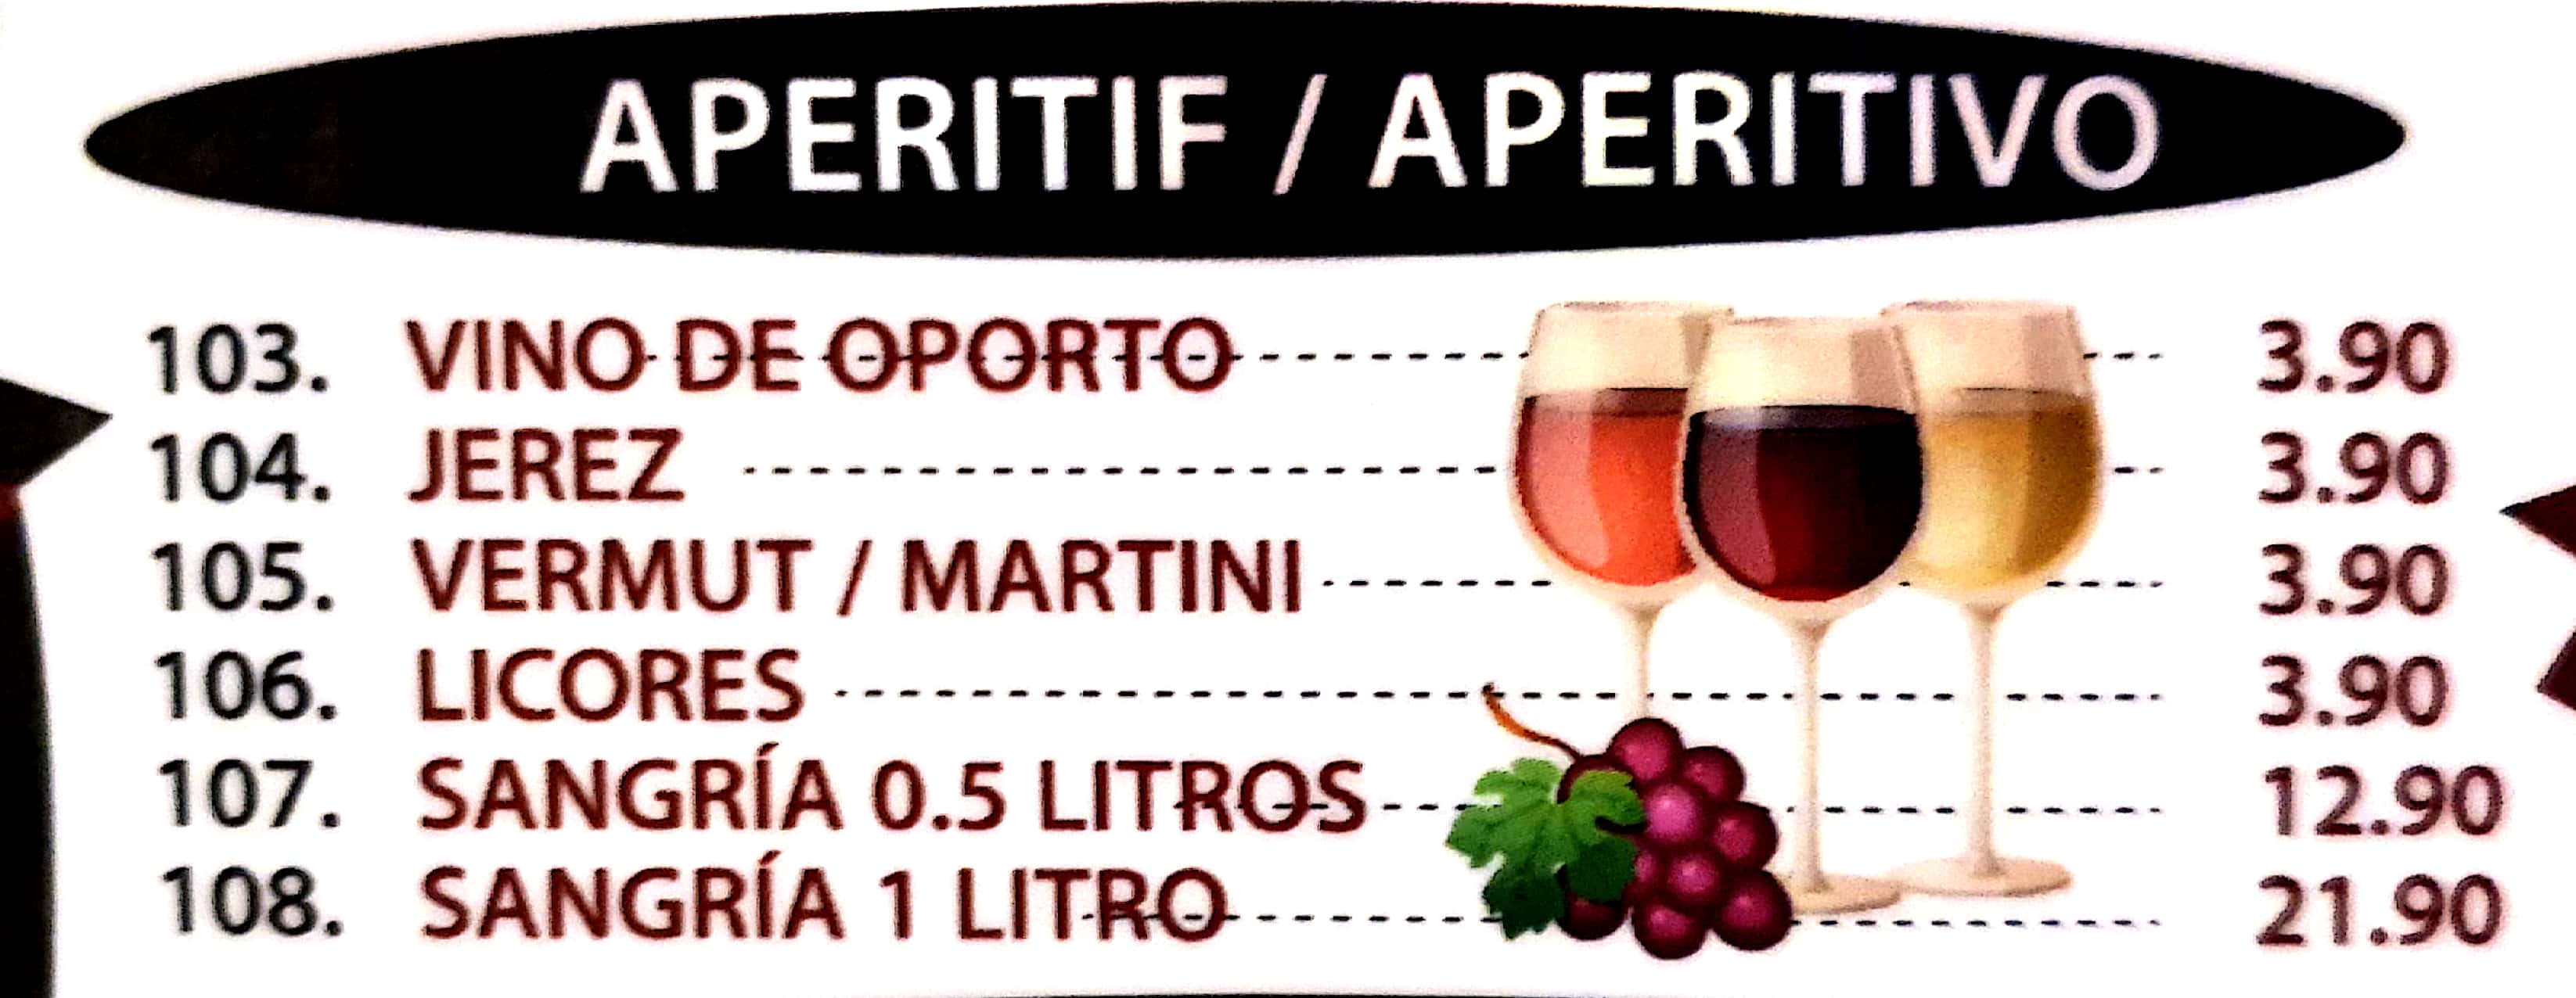 APERITIF / APERITIVO
103. VINO DE OPORTO 3.90
104. JEREZ 3.90
105. VERMUT / MARTINI 3.90
106. LICORES 3.90
107. SANGRÍA 0.5 LITROS 12.90
108. SANGRÍA 1 LITRO 21.90